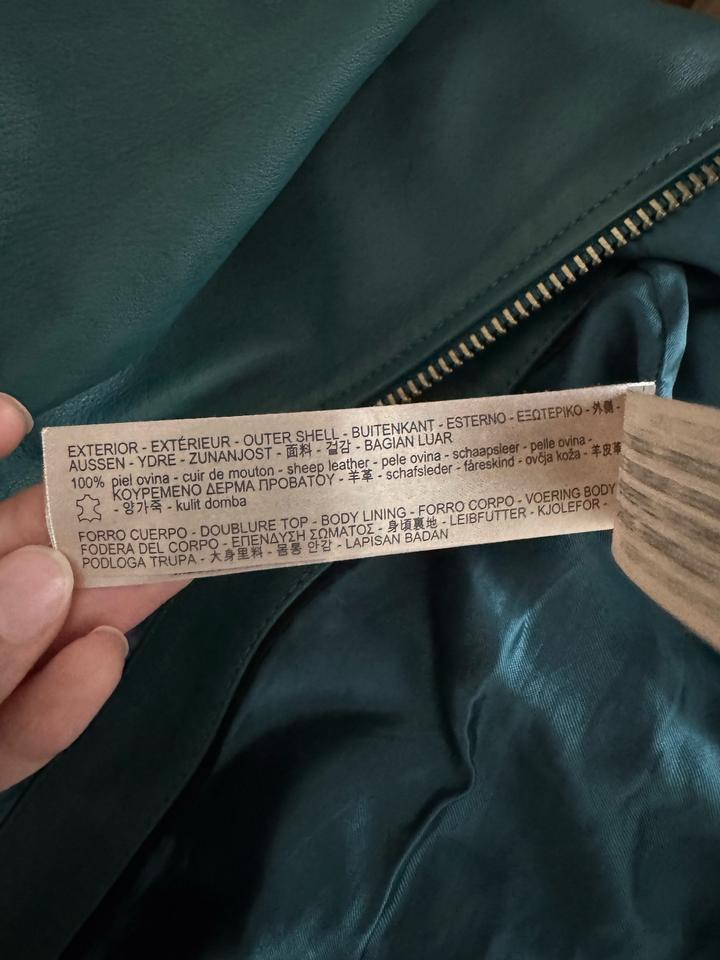 EXTERIOR - EXTÉRIEUR - OUTER SHELL - BUITENKANT - ESTERNO - ΕΞΩΤΕΡΙΚΟ - 外側 -
AUSSEN - YDRE - ZUNANJOST - 面料 - 겉감 - BAGIAN LUAR
100% piel ovina - cuir de mouton - sheep leather - pele ovina - schaapsleer - pelle ovina -
ΚΟΥΡΕΜΕΝΟ ΔΕΡΜΑ ΠΡΟΒΑΤΟΥ - 羊革 - schafsleder - fåreskind - ovčja koža - 羊皮革
- 양가죽 - kulit domba
FORRO CUERPO - DOUBLURE TOP - BODY LINING - FORRO CORPO - VOERING BODY
FODERA DEL CORPO - ΕΠΕΝΔΥΣΗ ΣΩΜΑΤΟΣ - 身頃裏地 - LEIBFUTTER - KJOLEFOR -
PODLOGA TRUPA - 大身里料 - 몸통 안감 - LAPISAN BADAN